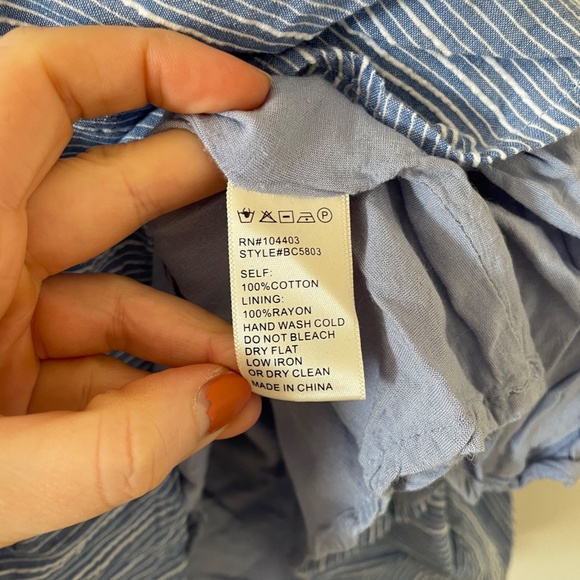 P
RN#104403
STYLE#BC5803
SELF:
100%COTTON
LINING:
100%RAYON
HAND WASH COLD
DO NOT BLEACH
DRY FLAT
LOW IRON
OR DRY CLEAN
MADE IN CHINA